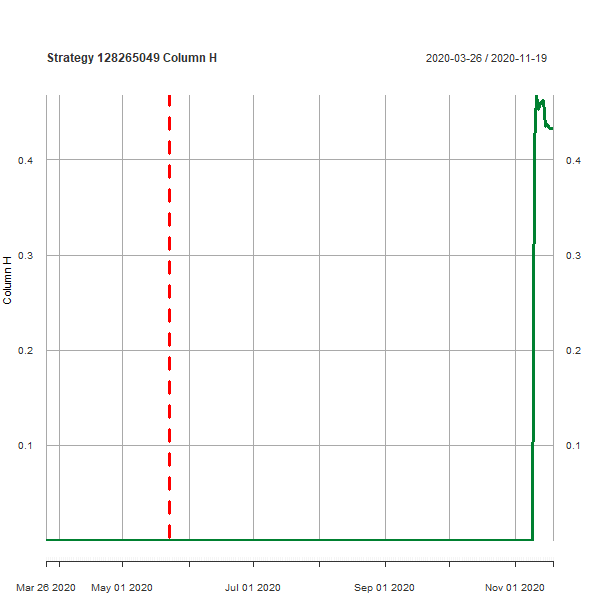 Strategy 128265049 Column H
2020-03-26 / 2020-11-19
Column H
0.4
0.3
0.2
0.1
0.4
0.3
0.2
0.1
Mar 26 2020
May 01 2020
Jul 01 2020
Sep 01 2020
Nov 01 2020